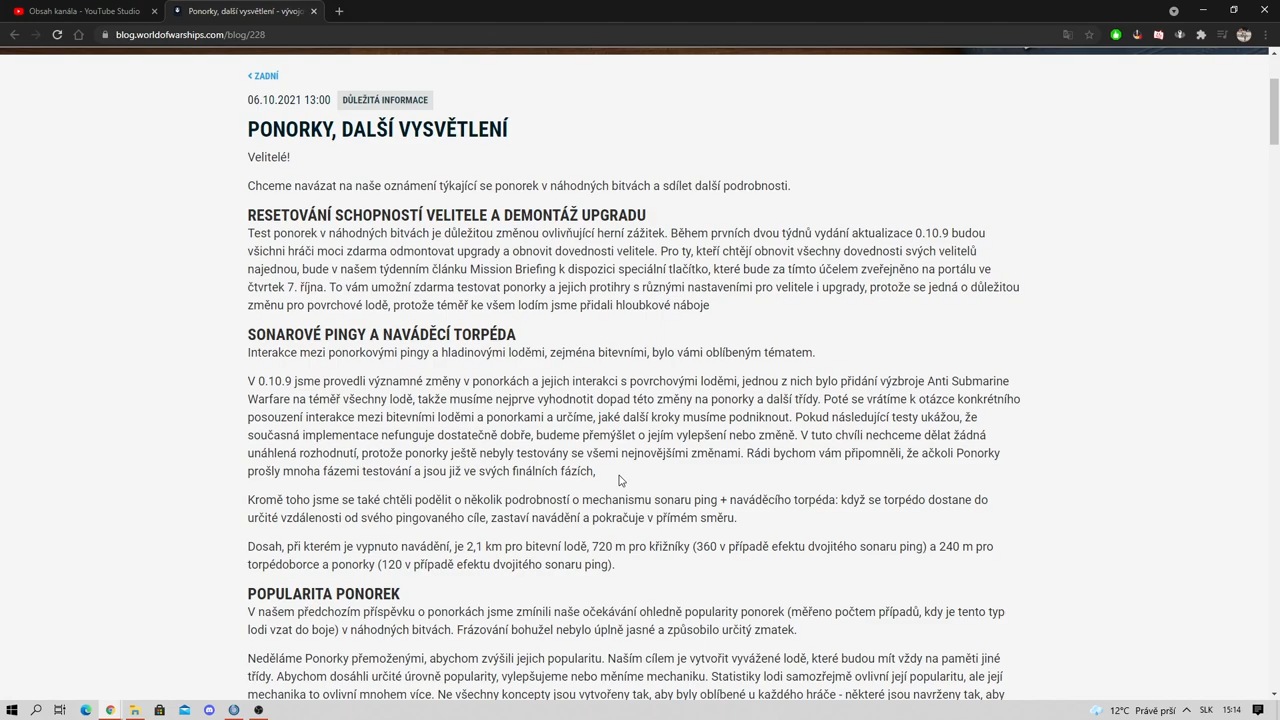 Obsah kanála - YouTube Studio
Ponorky, další vysvětlení - vývojo
blog.worldofwarships.com/blog/228
ZADNÍ
06.10.2021 13:00 DŮLEŽITÁ INFORMACE
PONORKY, DALŠÍ VYSVĚTLENÍ
Velitelé!
Chceme navázat na naše oznámení týkající se ponorek v náhodných bitvách a sdílet další podrobnosti.
RESETOVÁNÍ SCHOPNOSTÍ VELITELE A DEMONTÁŽ UPGRADU
Test ponorek v náhodných bitvách je důležitou změnou ovlivňující herní zážitek. Během prvních dvou týdnů vydání aktualizace 0.10.9 budou
všichni hráči moci zdarma odmontovat upgrady a obnovit dovednosti velitele. Pro ty, kteří chtějí obnovit všechny dovednosti svých velitelů
najednou, bude v našem týdenním článku Mission Briefing k dispozici speciální tlačítko, které bude za tímto účelem zveřejněno na portálu ve
čtvrtek 7. října. To vám umožní zdarma testovat ponorky a jejich protihry s různými nastaveními pro velitele i upgrady, protože se jedná o důležitou
změnu pro povrchové lodě, protože téměř ke všem lodím jsme přidali hloubkové náboje
SONAROVÉ PINGY A NAVÁDĚCÍ TORPÉDA
Interakce mezi ponorkovými pingy a hladinovými loděmi, zejména bitevními, bylo vámi oblíbeným tématem.
V 0.10.9 jsme provedli významné změny v ponorkách a jejich interakci s povrchovými loděmi, jednou z nich bylo přidání výzbroje Anti Submarine
Warfare na téměř všechny lodě, takže musíme nejprve vyhodnotit dopad této změny na ponorky a další třídy. Poté se vrátíme k otázce konkrétního
posouzení interakce mezi bitevními loděmi a ponorkami a určíme, jaké další kroky musíme podniknout. Pokud následující testy ukážou, že
současná implementace nefunguje dostatečně dobře, budeme přemýšlet o jejím vylepšení nebo změně. V tuto chvíli nechceme dělat žádná
unáhlená rozhodnutí, protože ponorky ještě nebyly testovány se všemi nejnovějšími změnami. Rádi bychom vám připomněli, že ačkoli Ponorky
prošly mnoha fázemi testování a jsou již ve svých finálních fázích,
Kromě toho jsme se také chtěli podělit o několik podrobností o mechanismu sonaru ping + naváděcího torpéda: když se torpédo dostane do
určité vzdálenosti od svého pingovaného cíle, zastaví navádění a pokračuje v přímém směru.
Dosah, při kterém je vypnuto navádění, je 2,1 km pro bitevní lodě, 720 m pro křižníky (360 v případě efektu dvojitého sonaru ping) a 240 m pro
torpédoborce a ponorky (120 v případě efektu dvojitého sonaru ping).
POPULARITA PONOREK
V našem předchozím příspěvku o ponorkách jsme zmínili naše očekávání ohledně popularity ponorek (měřeno počtem případů, kdy je tento typ
lodi vzat do boje) v náhodných bitvách. Frázování bohužel nebylo úplně jasné a způsobilo určitý zmatek.
Neděláme Ponorky přemoženými, abychom zvýšili jejich popularitu. Naším cílem je vytvořit vyvážené lodě, které budou mít vždy na paměti jiné
třídy. Abychom dosáhli určité úrovně popularity, vylepšujeme nebo měníme mechaniku. Statistiky lodi samozřejmě ovlivní její popularitu, ale její
mechanika to ovlivní mnohem více. Ne všechny koncepty jsou vytvořeny tak, aby byly oblíbené u každého hráče - některé jsou navrženy tak, aby
12°C Právě prší SLK 15:14